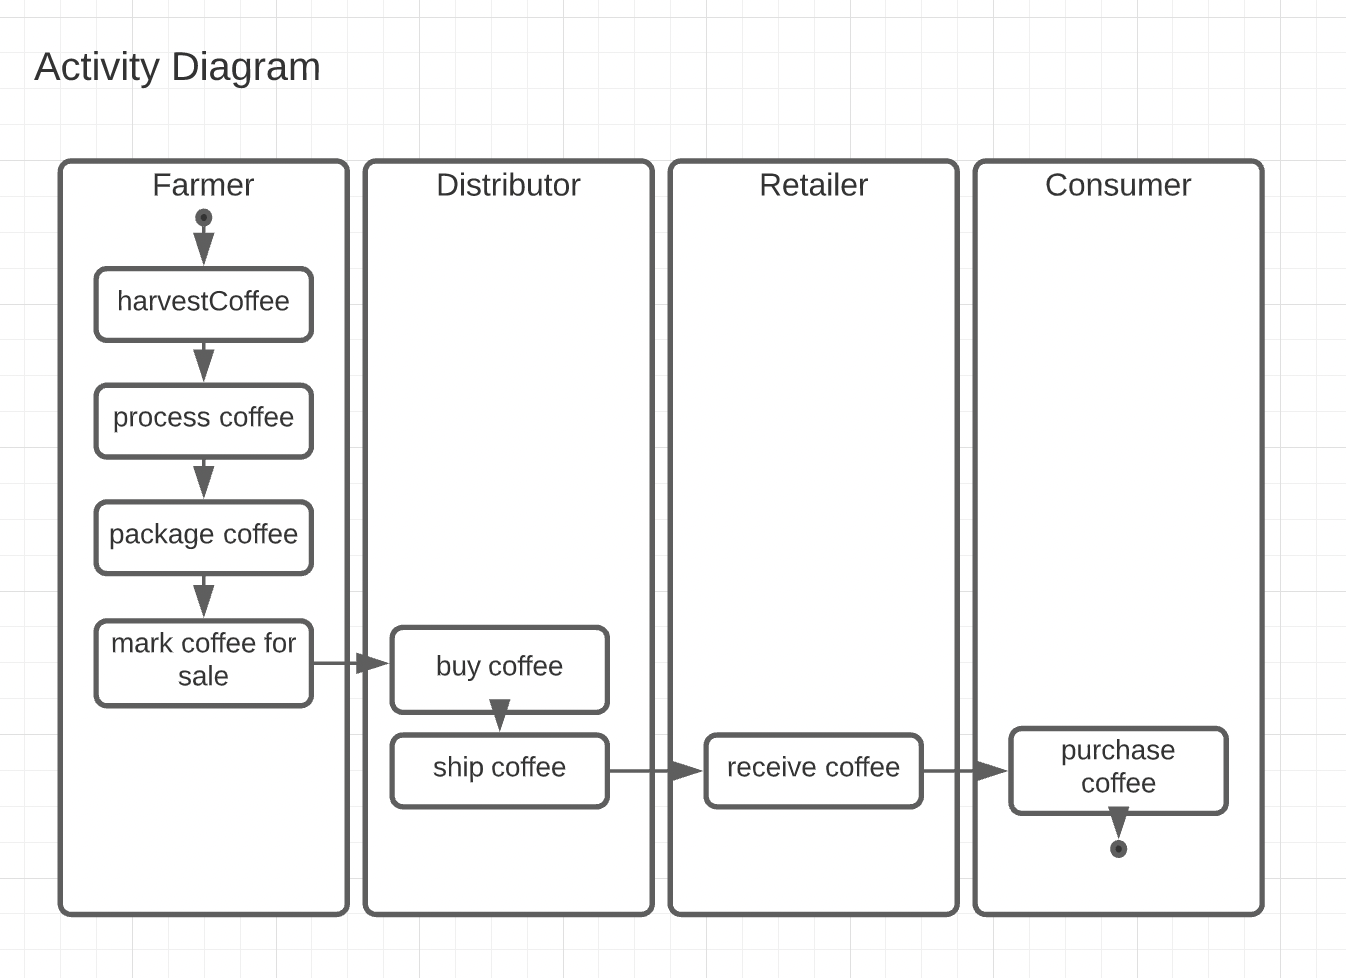 Activity Diagram
Farmer
Distributor
Retailer
Consumer
harvestCoffee
process coffee
package coffee
mark coffee for
sale
buy coffee
ship coffee
receive coffee
purchase
coffee